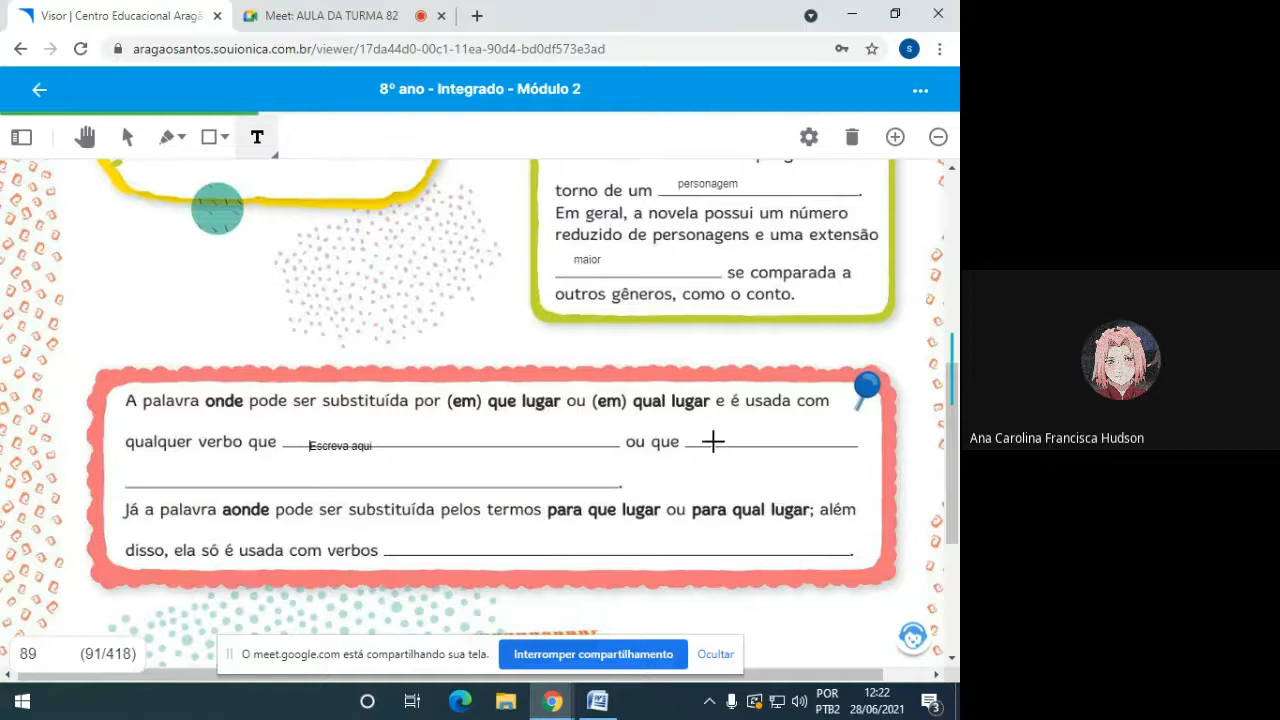 Visor | Centro Educacional Aragã
Meet: AULA DA TURMA 82
aragaosantos.souionica.com.br/viewer/17da44d0-00c1-11ea-90d4-bd0df573e3ad
s
8º ano - Integrado - Módulo 2
T
torno de um personagem.
Em geral, a novela possui um número
reduzido de personagens e uma extensão
maior se comparada a
outros gêneros, como o conto.
A palavra onde pode ser substituída por (em) que lugar ou (em) qual lugar e é usada com
qualquer verbo que Escreva aqui ou que
Já a palavra aonde pode ser substituída pelos termos para que lugar ou para qual lugar; além
disso, ela só é usada com verbos .
Ana Carolina Francisca Hudson
89 (91/418)
O meet.google.com está compartilhando sua tela. Interromper compartilhamento Ocultar
POR 12:22
PTB2 28/06/2021 3